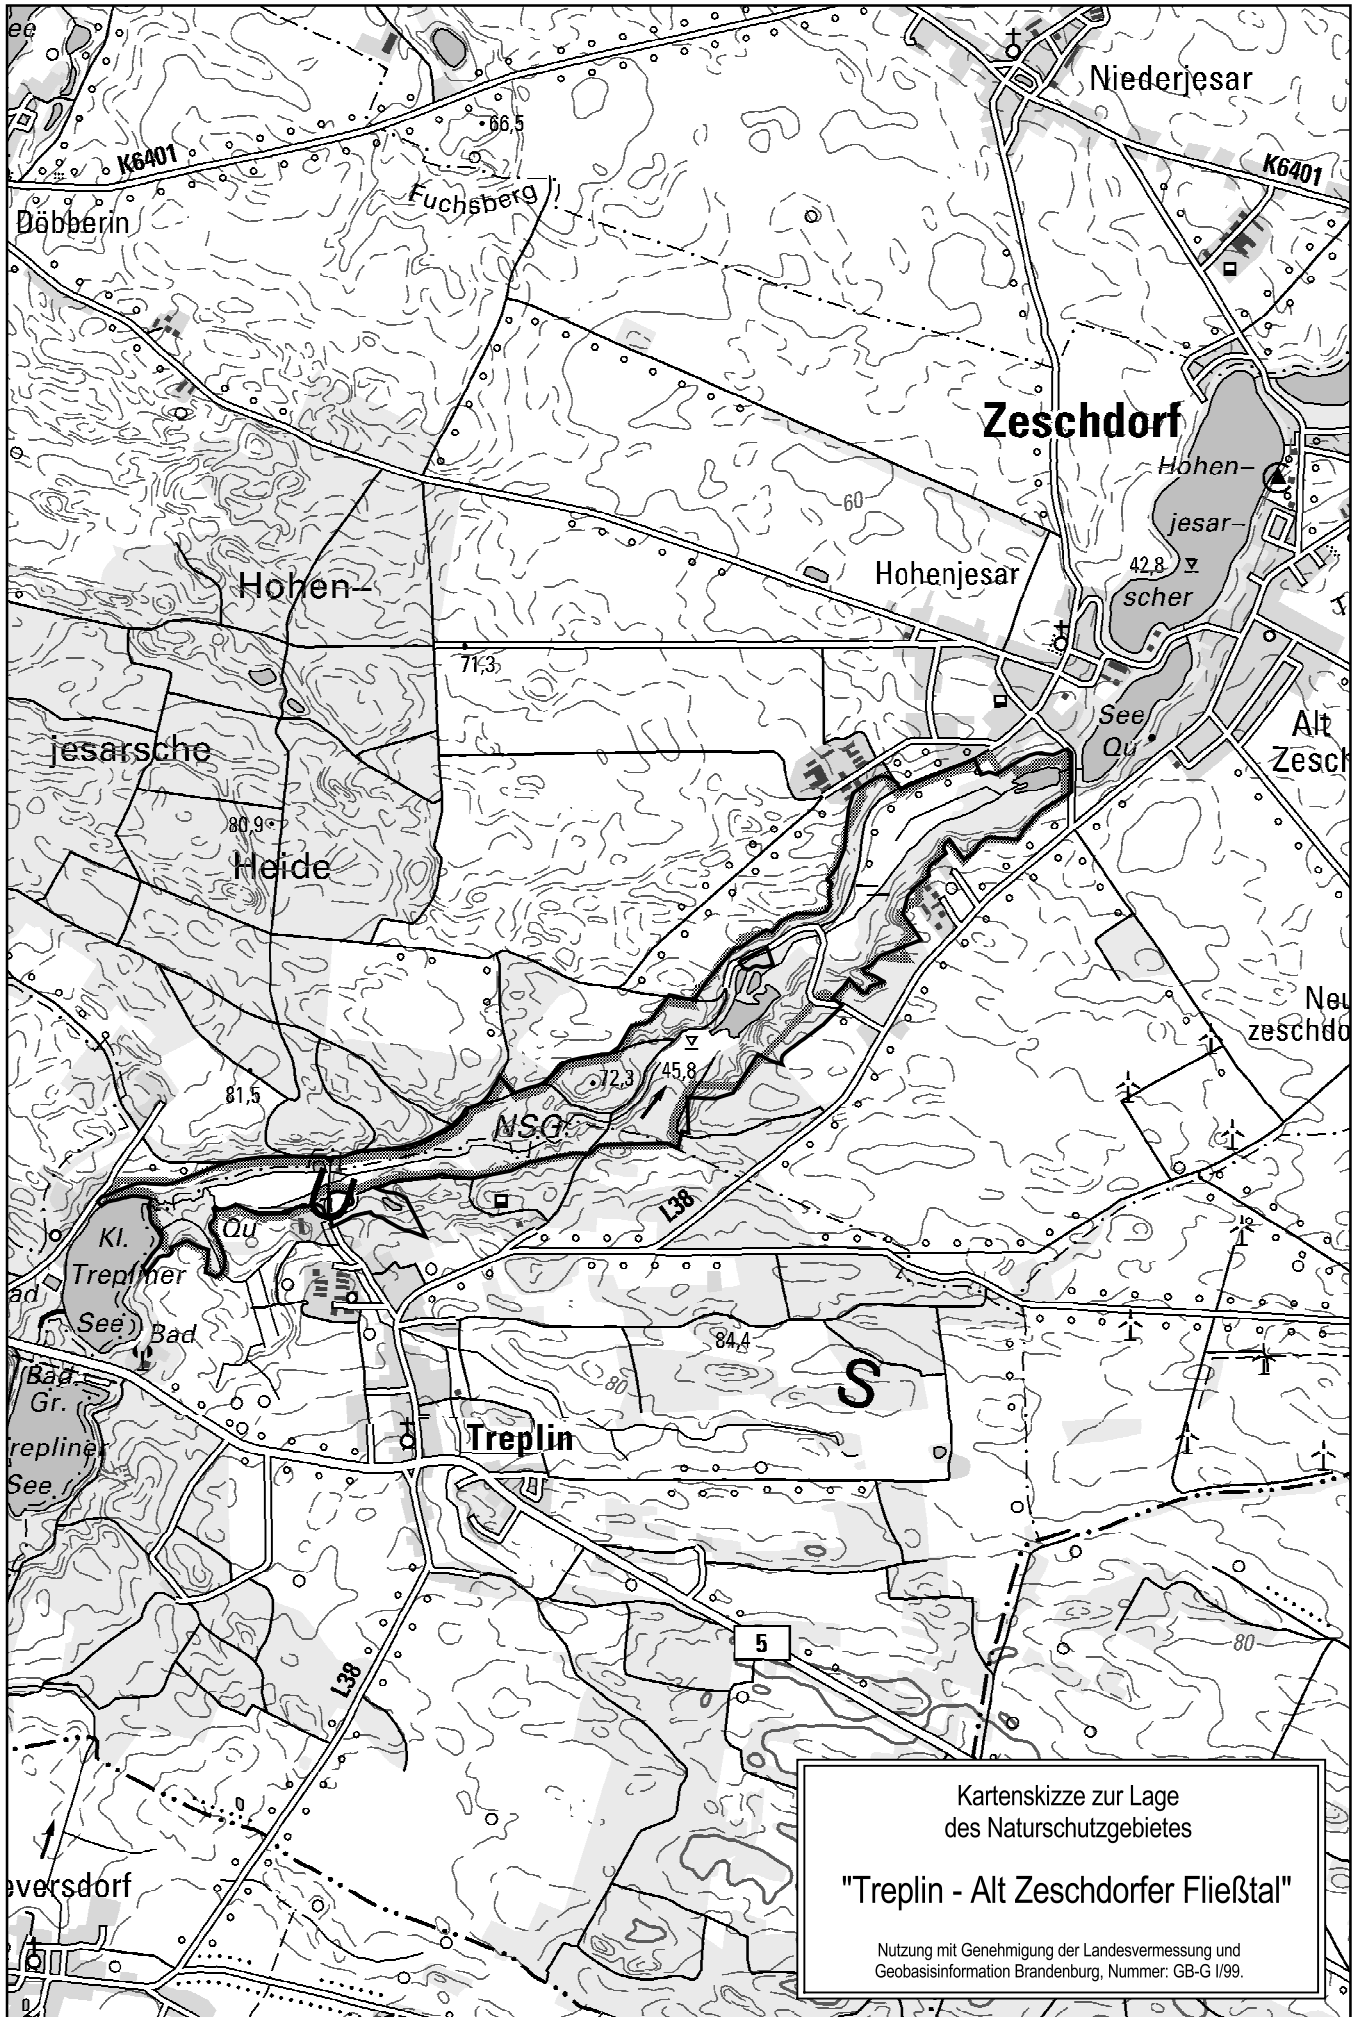 ee
Niederjesar
66,5
K6401
K6401
Fuchsberg
Döbberin
Zeschdorf
Hohen–
60
jesar–
42,8
Hohenjesar
scher
Hohen–
71,3
See
Qu
Alt
Zesch
jesarsche
80,9
Heide
Neu
zeschdo
72,3
45,8
81,5
NSG
L38
U
Qu
Kl.
Trepliner
See
ad
Bad
84,4
80
S
Bad
Gr.
Treplin
repliner
See
5
80
L38
Kartenskizze zur Lage
des Naturschutzgebietes
"Treplin - Alt Zeschdorfer Fließtal"
eversdorf
Nutzung mit Genehmigung der Landesvermessung und
Geobasisinformation Brandenburg, Nummer: GB-G I/99.